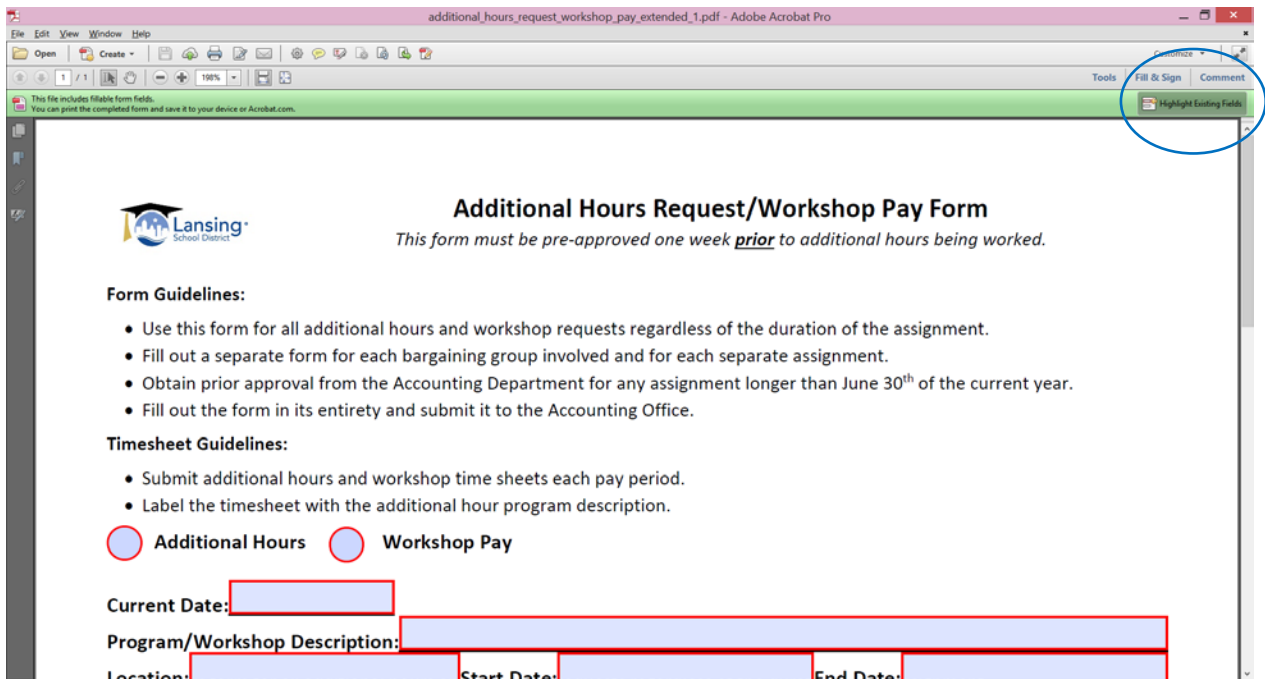 additional_hours_request_workshop_pay_extended_1.pdf - Adobe Acrobat Pro
File Edit View Window Help
Open Create Customize
1 / 1 198% Tools Fill & Sign Comment
This file includes fillable form fields.
You can print the completed form and save it to your device or Acrobat.com.
Highlight Existing Fields
Lansing
School District
Additional Hours Request/Workshop Pay Form
This form must be pre-approved one week prior to additional hours being worked.
Form Guidelines:
• Use this form for all additional hours and workshop requests regardless of the duration of the assignment.
• Fill out a separate form for each bargaining group involved and for each separate assignment.
• Obtain prior approval from the Accounting Department for any assignment longer than June 30th of the current year.
• Fill out the form in its entirety and submit it to the Accounting Office.
Timesheet Guidelines:
• Submit additional hours and workshop time sheets each pay period.
• Label the timesheet with the additional hour program description.
Additional Hours Workshop Pay
Current Date:
Program/Workshop Description:
Location: Start Date: End Date: